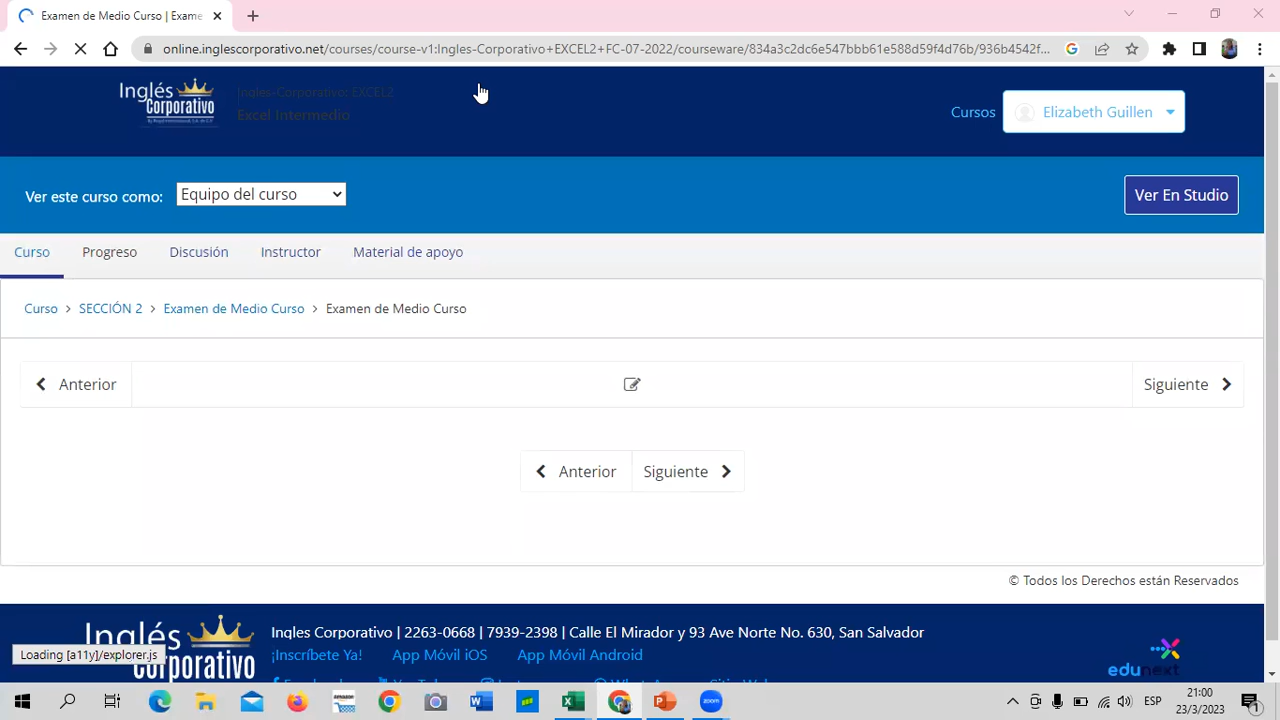 Examen de Medio Curso | Exame
online.inglescorporativo.net/courses/course-v1:Ingles-Corporativo+EXCEL2+FC-07-2022/courseware/834a3c2dc6e547bbb61e588d59f4d76b/936b4542f...
Inglés Corporativo
Ingles-Corporativo: EXCEL2
Excel Intermedio
Cursos
Elizabeth Guillen
Ver este curso como:
Equipo del curso
Ver En Studio
Curso
Progreso
Discusión
Instructor
Material de apoyo
Curso > SECCIÓN 2 > Examen de Medio Curso > Examen de Medio Curso
Anterior
Siguiente
Anterior
Siguiente
© Todos los Derechos están Reservados
Inglés Corporativo
Ingles Corporativo | 2263-0668 | 7939-2398 | Calle El Mirador y 93 Ave Norte No. 630, San Salvador
¡Inscríbete Ya!
App Móvil iOS
App Móvil Android
edunext
Loading [a11y]/explorer.js
ESP
21:00
23/3/2023